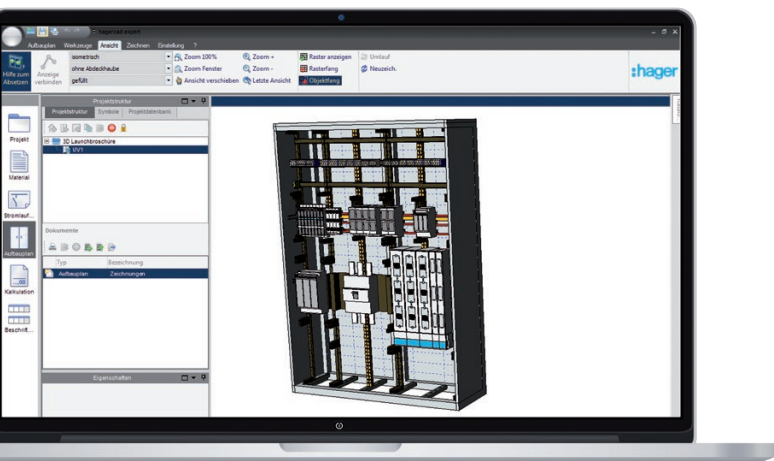 hagercad.expert
Aufbauplan Werkzeuge Ansicht Zeichnen Einstellung ?
Hilfe zum Absetzen
Anzeige verbinden
isometrisch
ohne Abdeckhaube
gefüllt
Zoom 100% Zoom + Raster anzeigen Umlauf
Zoom Fenster Zoom - Rasterfang Neuzeich.
Ansicht verschieben Letzte Ansicht Objektfang
:hager
Projektstruktur
Projektstruktur Symbole Projektdatenbank
3D Launchbroschüre
UV1
Projekt
Material
Stromlauf...
Aufbauplan
Kalkulation
Beschrift...
Dokumente
Typ Bezeichnung
Aufbauplan Zeichnungen
Eigenschaften